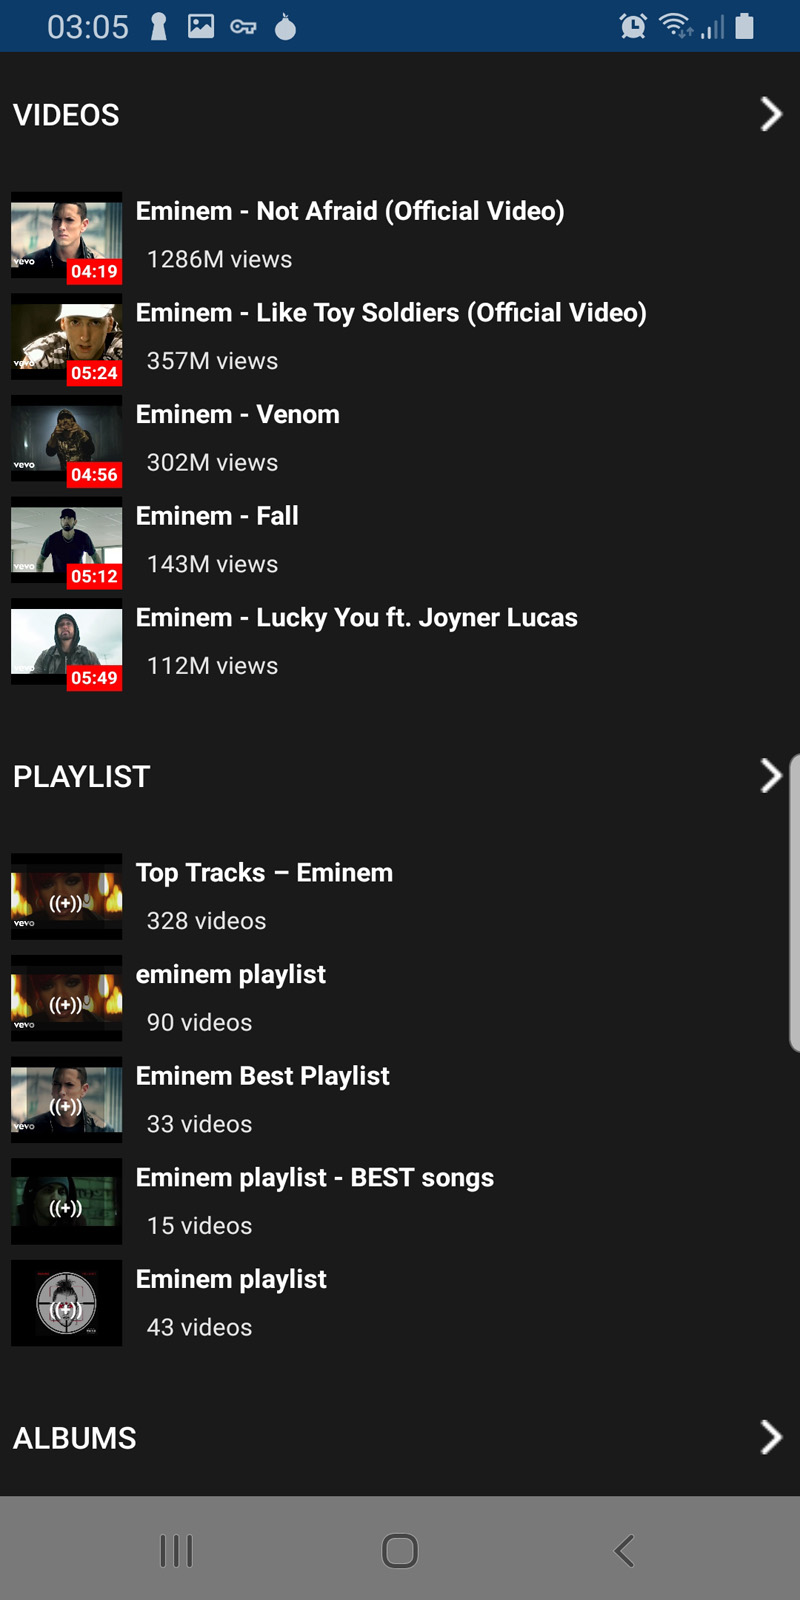 03:05
VIDEOS
Eminem - Not Afraid (Official Video)
1286M views
vevo
04:19
Eminem - Like Toy Soldiers (Official Video)
357M views
vevo
05:24
Eminem - Venom
302M views
vevo
04:56
Eminem - Fall
143M views
vevo
05:12
Eminem - Lucky You ft. Joyner Lucas
112M views
vevo
05:49
PLAYLIST
Top Tracks – Eminem
328 videos
((+))
vevo
eminem playlist
90 videos
((+))
vevo
Eminem Best Playlist
33 videos
((+))
vevo
Eminem playlist - BEST songs
15 videos
((+))
Eminem playlist
43 videos
((+))
ALBUMS